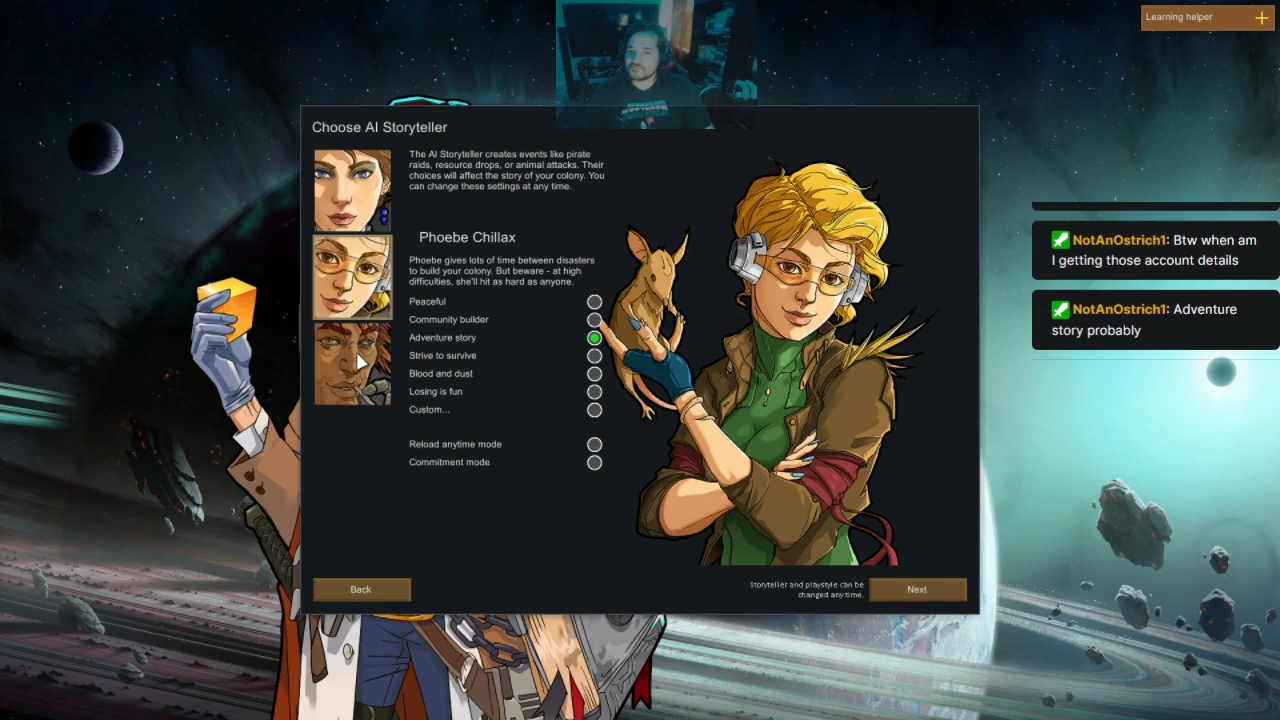 Learning helper
Choose AI Storyteller
The AI Storyteller creates events like pirate
raids, resource drops, or animal attacks. Their
choices will affect the story of your colony. You
can change these settings at any time.
Phoebe Chillax
Phoebe gives lots of time between disasters
to build your colony. But beware - at high
difficulties, she'll hit as hard as anyone.
Peaceful
Community builder
Adventure story
Strive to survive
Blood and dust
Losing is fun
Custom...
Reload anytime mode
Commitment mode
Back
Storyteller and playstyle can be
changed any time.
Next
NotAnOstrich1: Btw when am
I getting those account details
NotAnOstrich1: Adventure
story probably